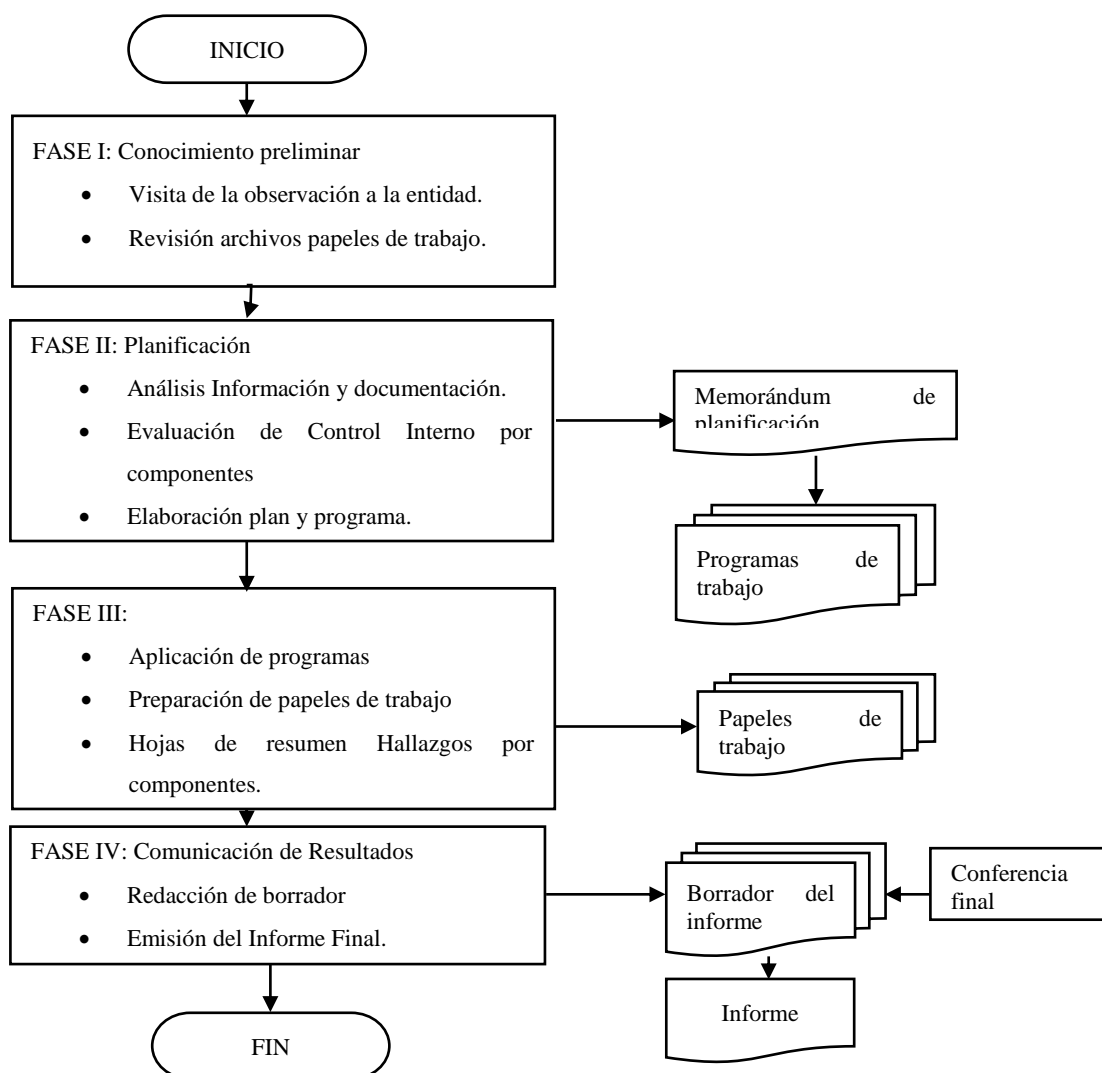 INICIO
FASE I: Conocimiento preliminar
• Visita de la observación a la entidad.
• Revisión archivos papeles de trabajo.
FASE II: Planificación
• Análisis Información y documentación.
• Evaluación de Control Interno por
componentes
• Elaboración plan y programa.
Memorándum de
planificación
Programas de
trabajo
FASE III:
• Aplicación de programas
• Preparación de papeles de trabajo
• Hojas de resumen Hallazgos por
componentes.
Papeles de
trabajo
FASE IV: Comunicación de Resultados
• Redacción de borrador
• Emisión del Informe Final.
Borrador del
informe
Conferencia
final
Informe
FIN